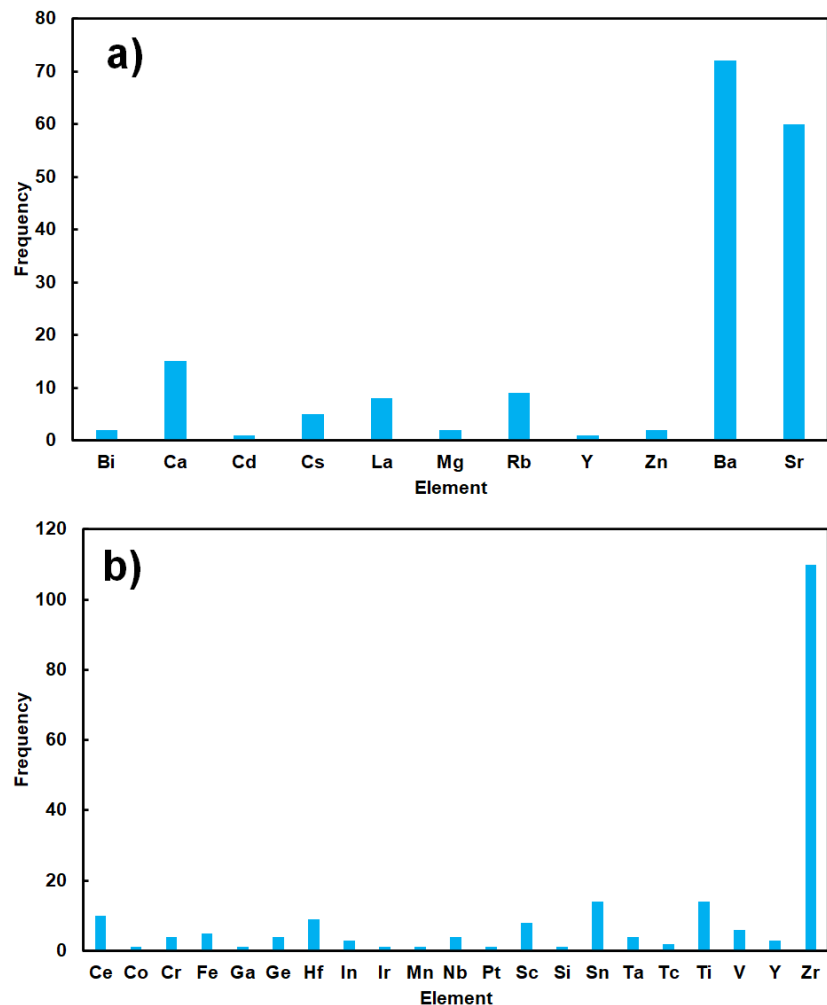 a)
80
70
60
50
40
30
20
10
0
Frequency
Bi Ca Cd Cs La Mg Rb Y Zn Ba Sr
Element
b)
120
100
80
60
40
20
0
Frequency
Ce Co Cr Fe Ga Ge Hf In Ir Mn Nb Pt Sc Si Sn Ta Tc Ti V Y Zr
Element